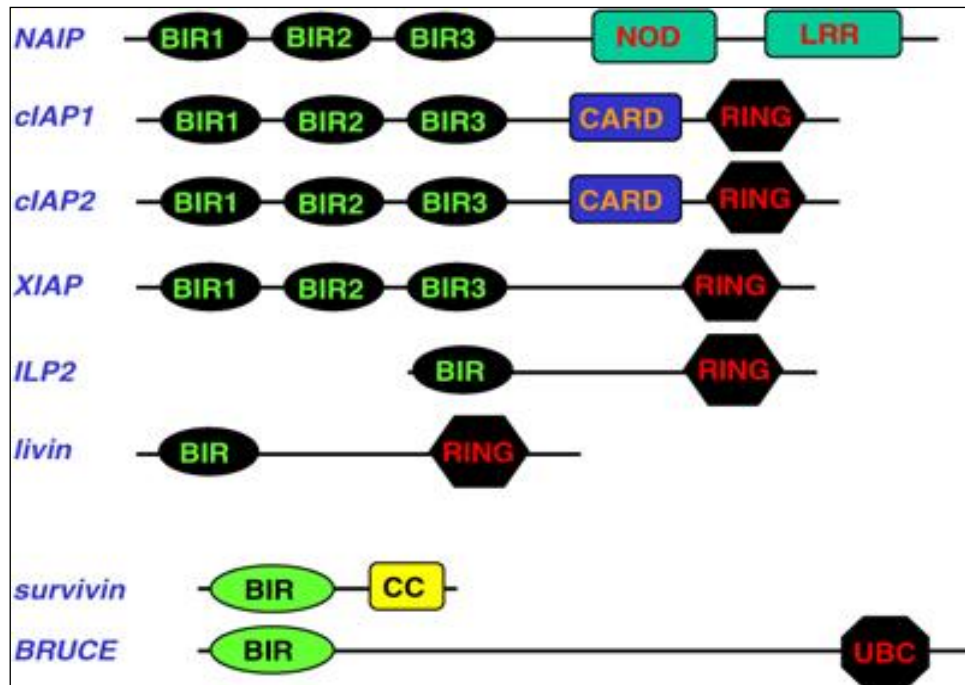 NAIP BIR1 BIR2 BIR3 NOD LRR
cIAP1 BIR1 BIR2 BIR3 CARD RING
cIAP2 BIR1 BIR2 BIR3 CARD RING
XIAP BIR1 BIR2 BIR3 RING
ILP2 BIR RING
livin BIR RING
survivin BIR CC
BRUCE BIR UBC